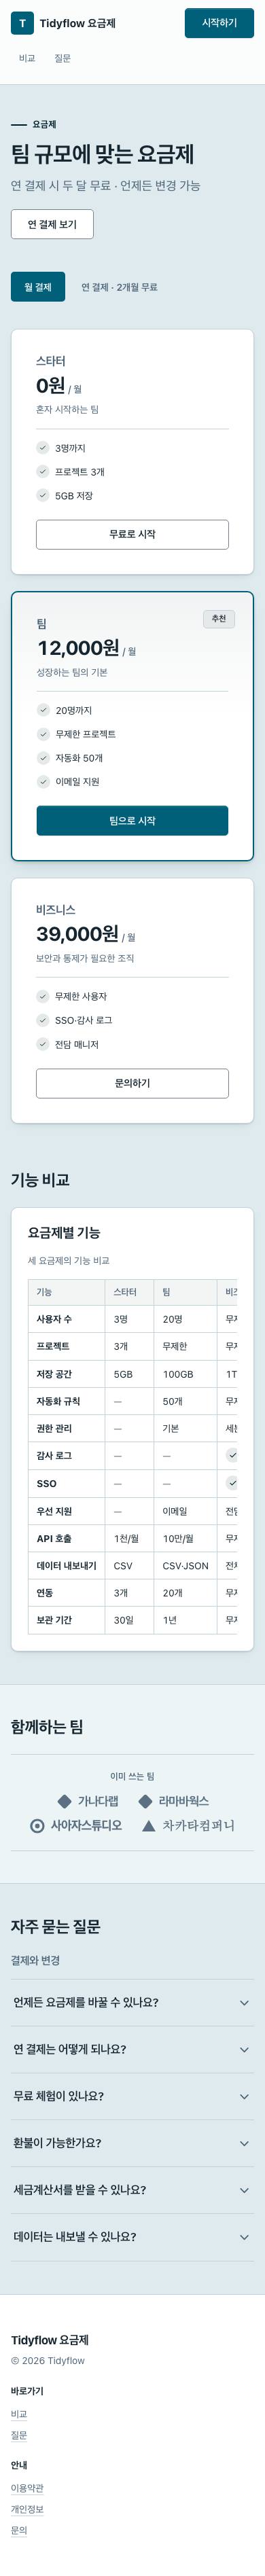 T Tidyflow 요금제 시작하기
비교 질문
요금제
팀 규모에 맞는 요금제
연 결제 시 두 달 무료 · 언제든 변경 가능
연 결제 보기
월 결제 연 결제 · 2개월 무료
스타터
0원 / 월
혼자 시작하는 팀
3명까지
프로젝트 3개
5GB 저장
무료로 시작
추천
팀
12,000원 / 월
성장하는 팀의 기본
20명까지
무제한 프로젝트
자동화 50개
이메일 지원
팀으로 시작
비즈니스
39,000원 / 월
보안과 통제가 필요한 조직
무제한 사용자
SSO·감사 로그
전담 매니저
문의하기
기능 비교
요금제별 기능
세 요금제의 기능 비교
기능 스타터 팀
사용자 수 3명 20명
프로젝트 3개 무제한
저장 공간 5GB 100GB 1T
자동화 규칙 — 50개
권한 관리 — 기본
감사 로그 — —
SSO — —
우선 지원 — 이메일
API 호출 1천/월 10만/월
데이터 내보내기 CSV CSV·JSON
연동 3개 20개
보관 기간 30일 1년
함께하는 팀
이미 쓰는 팀
가나다랩 라마바웍스
사아자스튜디오 차카타컴퍼니
자주 묻는 질문
결제와 변경
언제든 요금제를 바꿀 수 있나요?
연 결제는 어떻게 되나요?
무료 체험이 있나요?
환불이 가능한가요?
세금계산서를 받을 수 있나요?
데이터는 내보낼 수 있나요?
Tidyflow 요금제
© 2026 Tidyflow
바로가기
비교
질문
안내
이용약관
개인정보
문의